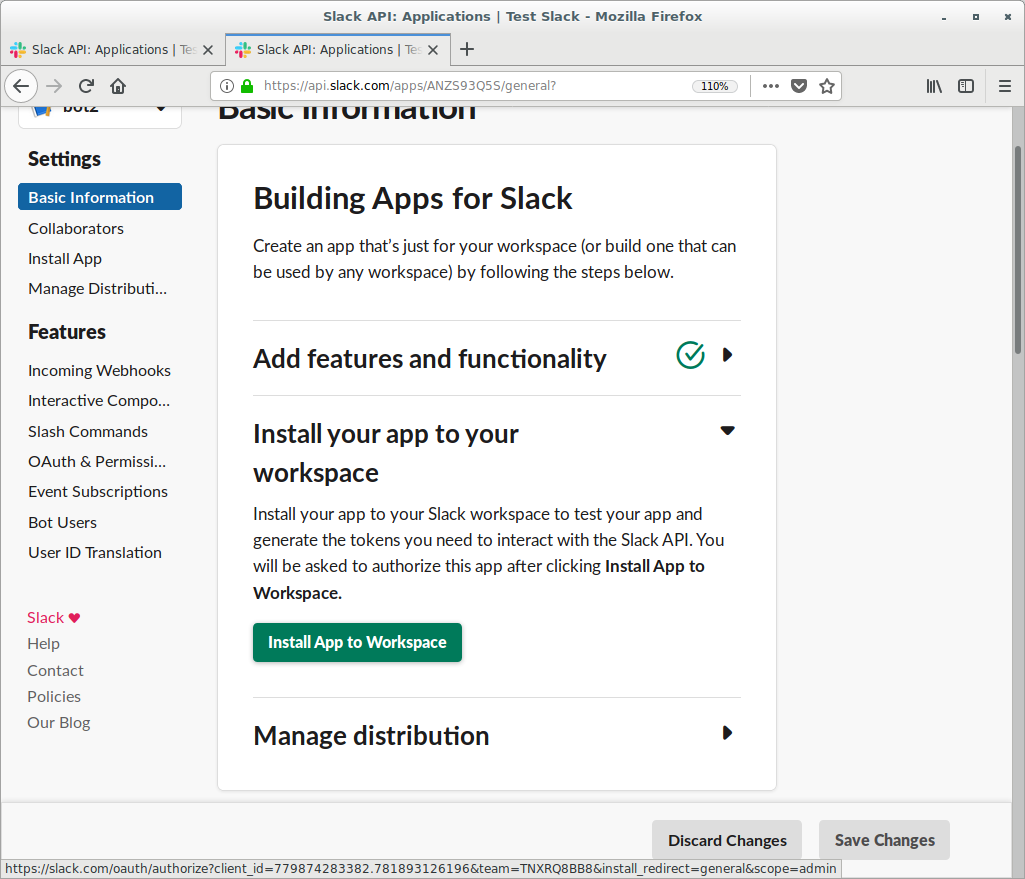 Slack API: Applications | Test Slack - Mozilla Firefox
Slack API: Applications | Tes
Slack API: Applications | Tes
https://api.slack.com/apps/ANZS93Q5S/general?
110%
bot2
Basic Information
Settings
Basic Information
Collaborators
Install App
Manage Distributi...
Features
Incoming Webhooks
Interactive Compo...
Slash Commands
OAuth & Permissi...
Event Subscriptions
Bot Users
User ID Translation
Slack ♥
Help
Contact
Policies
Our Blog
Building Apps for Slack
Create an app that’s just for your workspace (or build one that can
be used by any workspace) by following the steps below.
Add features and functionality
Install your app to your
workspace
Install your app to your Slack workspace to test your app and
generate the tokens you need to interact with the Slack API. You
will be asked to authorize this app after clicking Install App to
Workspace.
Install App to Workspace
Manage distribution
Discard Changes
Save Changes
https://slack.com/oauth/authorize?client_id=779874283382.781893126196&team=TNXRQ8BB8&install_redirect=general&scope=admin